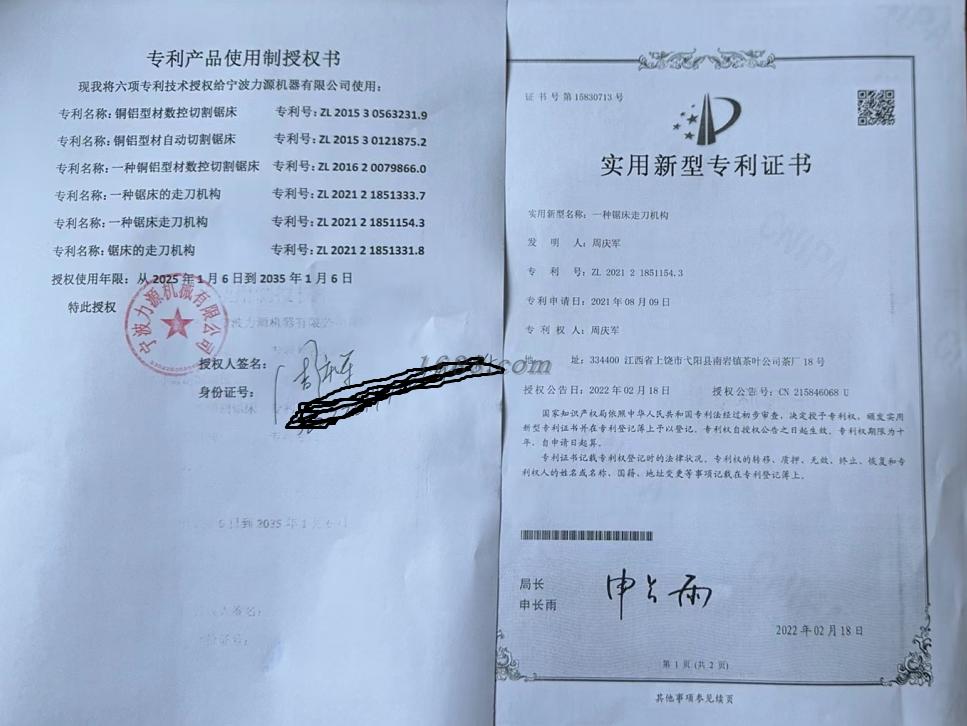 专利产品使用制授权书
现我将六项专利技术授权给宁波力源机器有限公司使用：
专利名称：铜铝型材数控切割锯床 专利号：ZL 2015 3 0563231.9
专利名称：铜铝型材自动切割锯床 专利号：ZL 2015 3 0121875.2
专利名称：一种铜铝型材数控切割锯床 专利号：ZL 2016 2 0079866.0
专利名称：一种锯床的走刀机构 专利号：ZL 2021 2 1851333.7
专利名称：一种锯床走刀机构 专利号：ZL 2021 2 1851154.3
专利名称：锯床的走刀机构 专利号：ZL 2021 2 1851331.8
授权使用年限：从 2025 年 1 月 6 日到 2035 年 1 月 6 日
特此授权
宁波力源机械有限公司
授权人签名：
身份证号：
证书号第15830713号
实用新型专利证书
实用新型名称：一种锯床走刀机构
发明人：周庆军
专利号：ZL 2021 2 1851154.3
专利申请日：2021年08月09日
专利权人：周庆军
地址：334400 江西省上饶市弋阳县南岩镇茶叶公司茶厂18号
授权公告日：2022年02月18日 授权公告号：CN 215846068 U
国家知识产权局依照中华人民共和国专利法经过初步审查，决定授予专利权，颁发实用
新型专利证书并在专利登记簿上予以登记。专利权自授权公告之日起生效。专利权期限为十
年，自申请日起算。
专利证书记载专利权登记时的法律状况。专利权的转移、质押、无效、终止、恢复和专
利权人的姓名或名称、国籍、地址变更等事项记载在专利登记簿上。
局长
申长雨
申长雨
2022年02月18日
第 1 页 (共 2 页)
其他事项参见续页